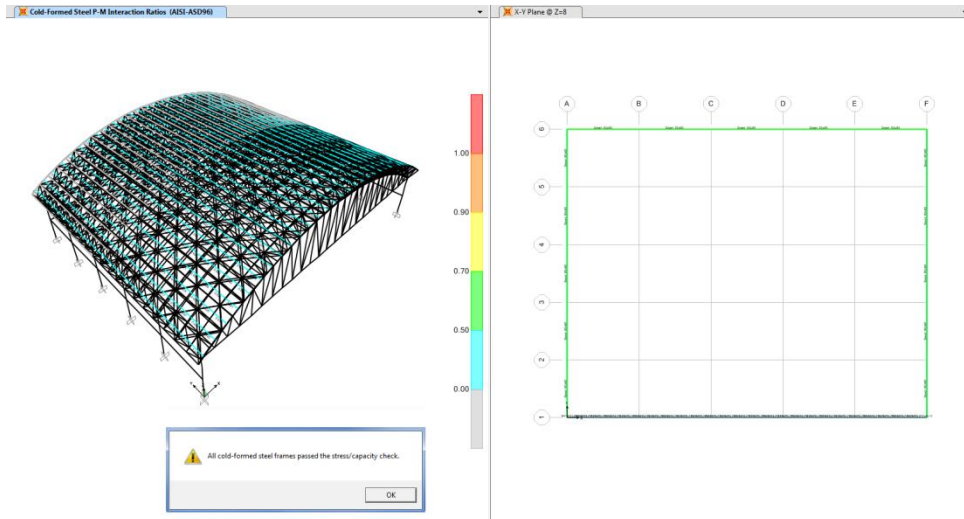 Cold-Formed Steel P-M Interaction Ratios (AISI-ASD96)
1.00
0.90
0.70
0.50
0.00
All cold-formed steel frames passed the stress/capacity check.
OK
X-Y Plane @ Z=8
A B C D E F
6
5
4
3
2
1